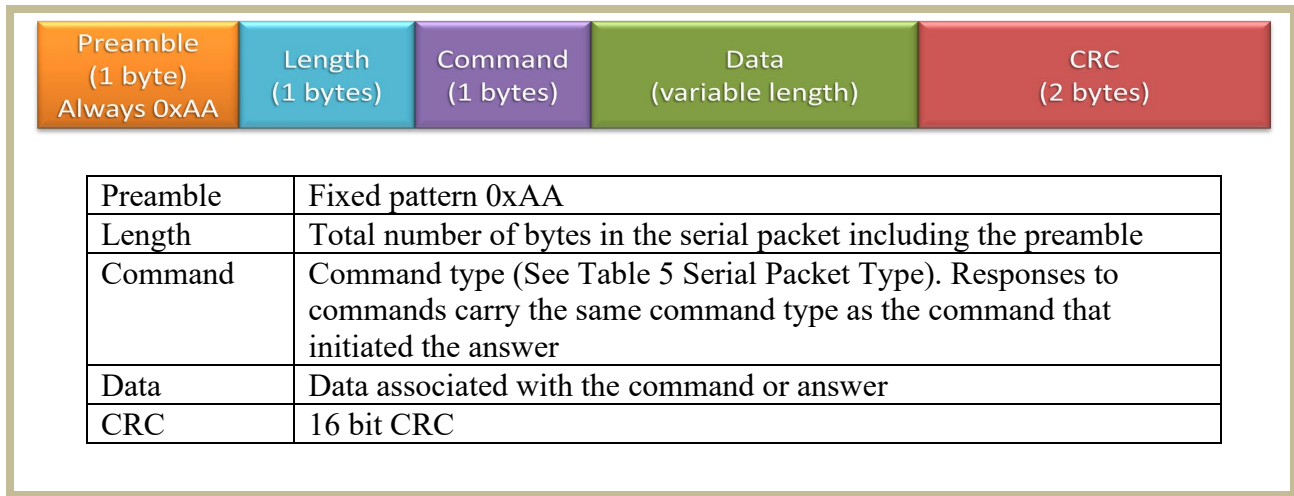 Preamble
(1 byte)
Always 0xAA
Length
(1 bytes)
Command
(1 bytes)
Data
(variable length)
CRC
(2 bytes)
Preamble Fixed pattern 0xAA
Length Total number of bytes in the serial packet including the preamble
Command Command type (See Table 5 Serial Packet Type). Responses to
commands carry the same command type as the command that
initiated the answer
Data Data associated with the command or answer
CRC 16 bit CRC